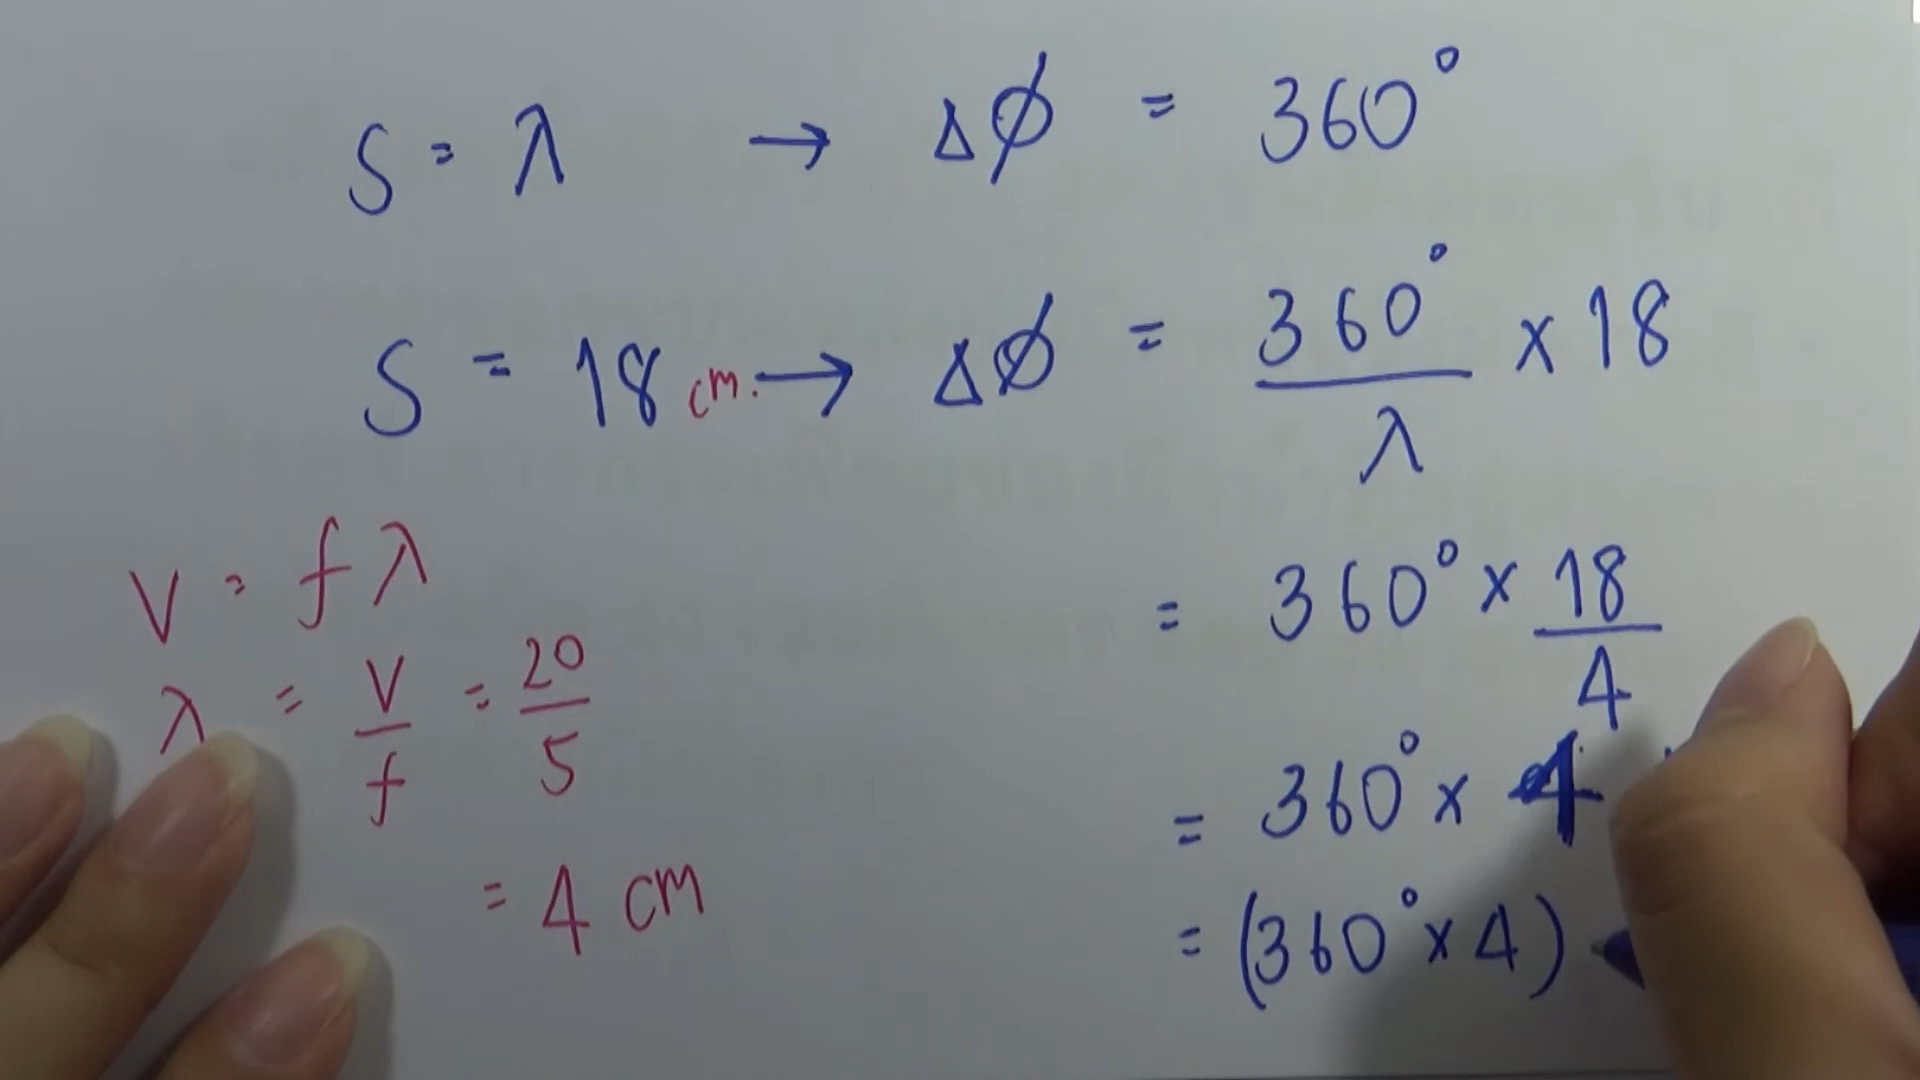 S = λ → Δφ = 360°
S = 18 cm. → Δφ = 360° / λ × 18
V = fλ
= 360° × 18 / 4
λ = V / f = 20 / 5
= 360° × 4
= 4 cm
= (360° × 4)